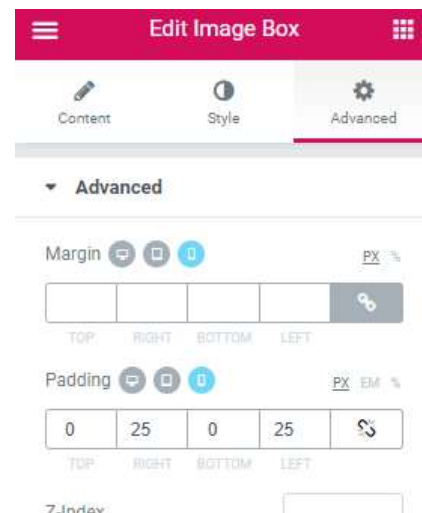 Edit Image Box
Content Style Advanced
Advanced
Margin PX %
TOP RIGHT BOTTOM LEFT
Padding PX EM %
0 25 0 25
TOP RIGHT BOTTOM LEFT
Z-Index